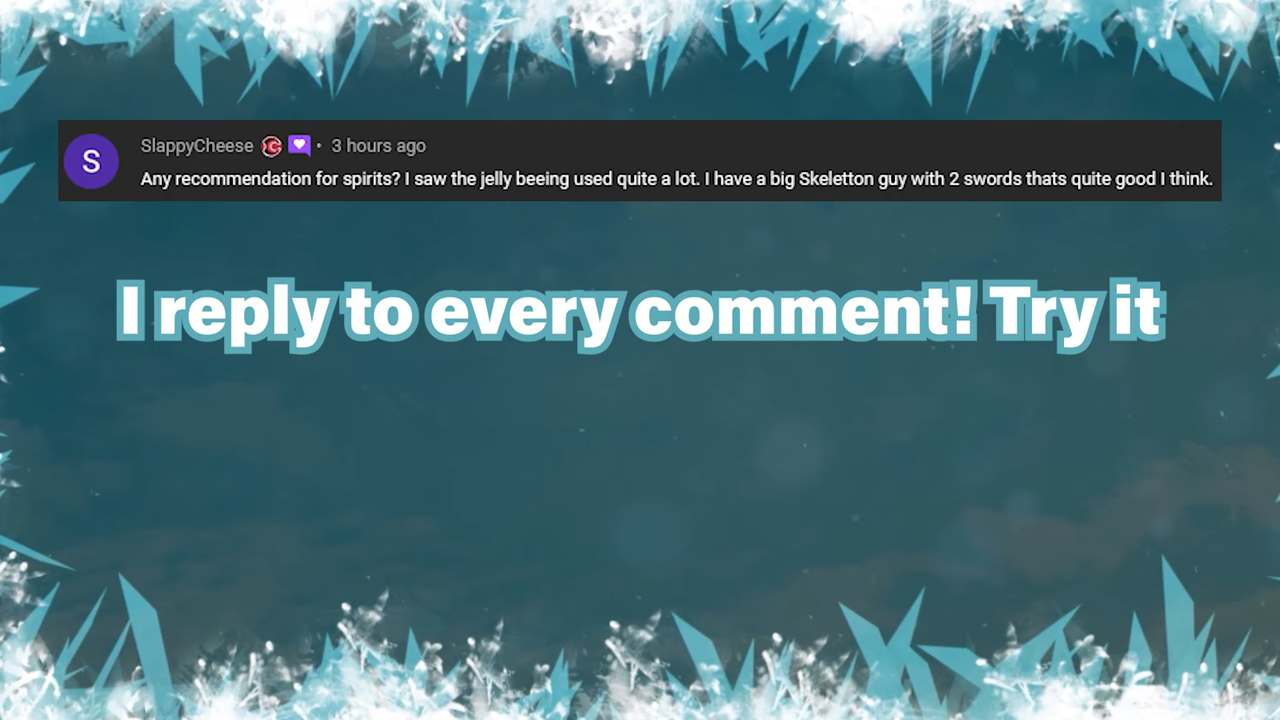 S
SlappyCheese • 3 hours ago
Any recommendation for spirits? I saw the jelly beeing used quite a lot. I have a big Skeletton guy with 2 swords thats quite good I think.
I reply to every comment! Try it